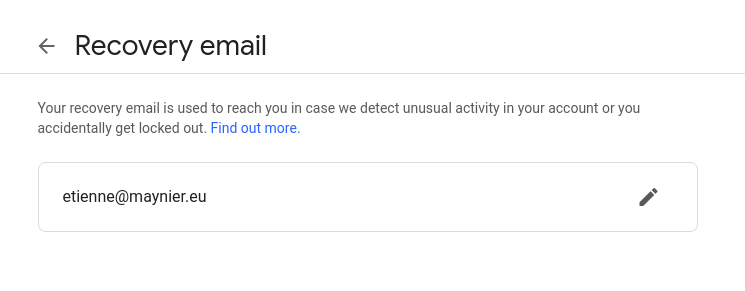 Recovery email
Your recovery email is used to reach you in case we detect unusual activity in your account or you
accidentally get locked out. Find out more.
etienne@maynier.eu